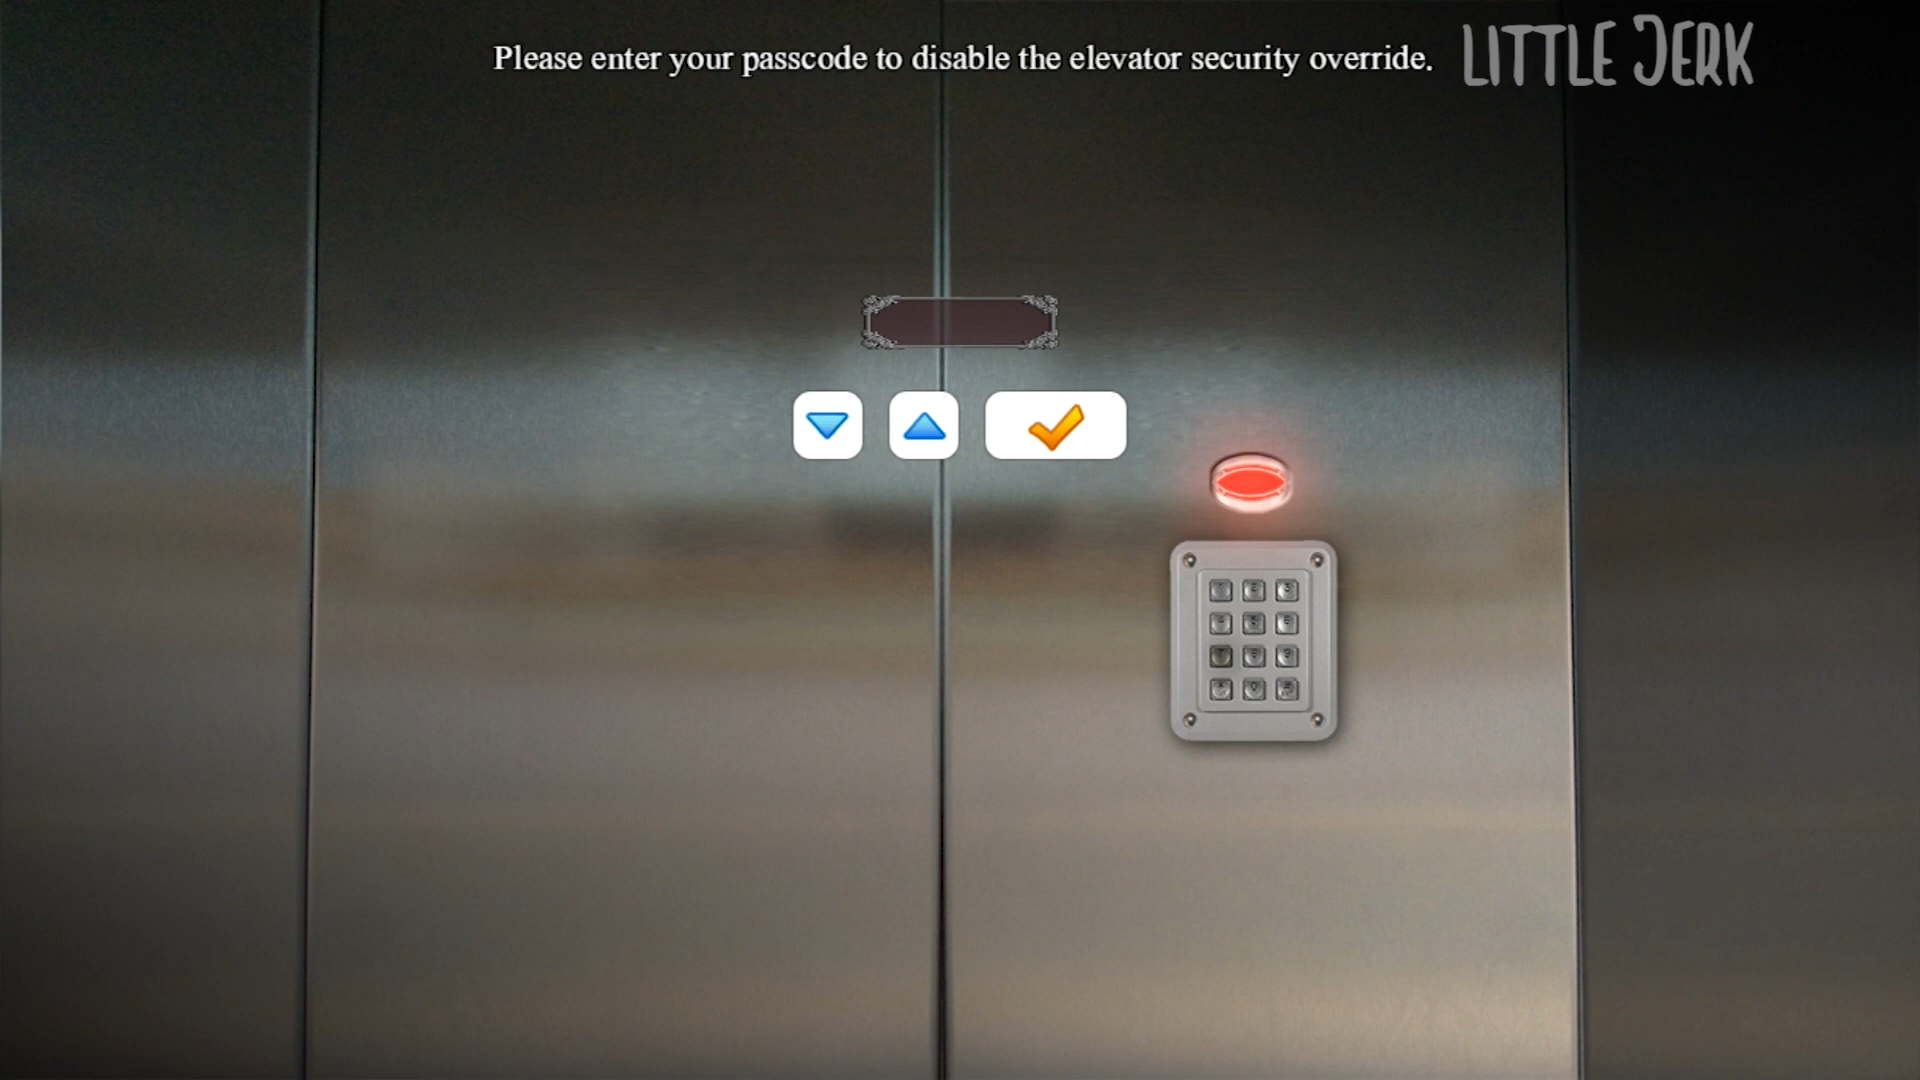 Please enter your passcode to disable the elevator security override.
LITTLE JERK